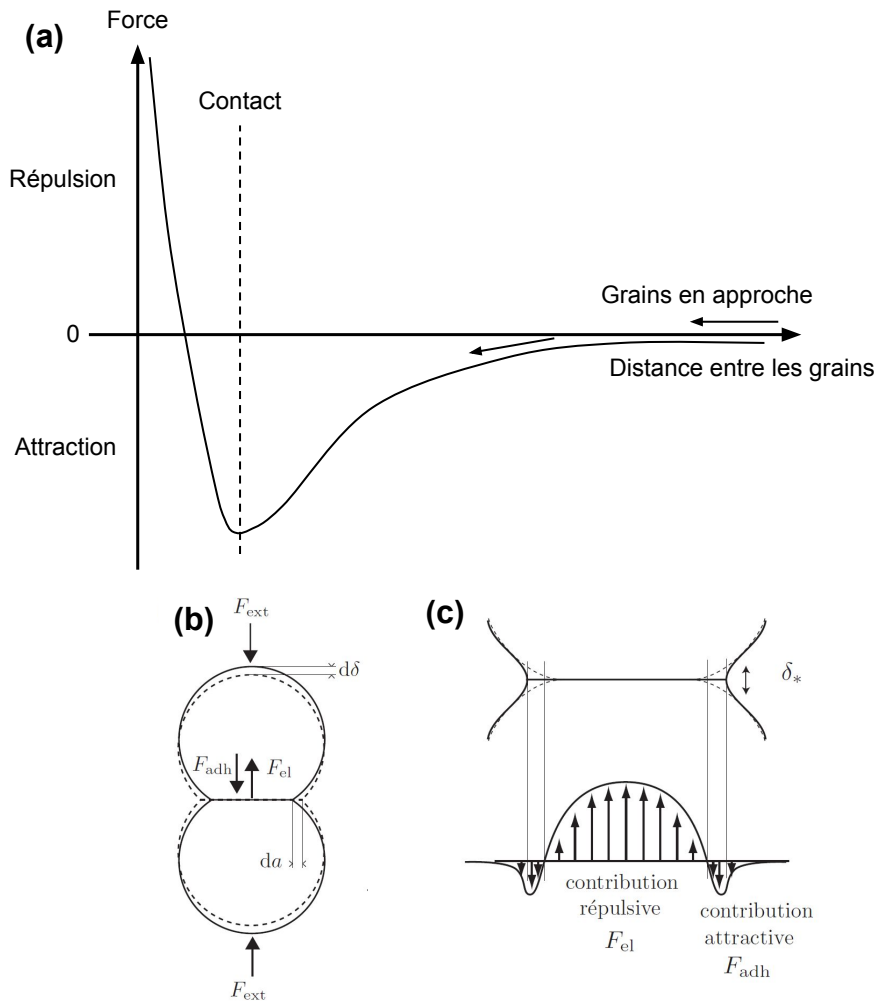 (a)
Force
Contact
Répulsion
Grains en approche
0
Distance entre les grains
Attraction
(b)
F_ext
dδ
F_adh
F_el
da
F_ext
(c)
δ_*
contribution
répulsive
F_el
contribution
attractive
F_adh